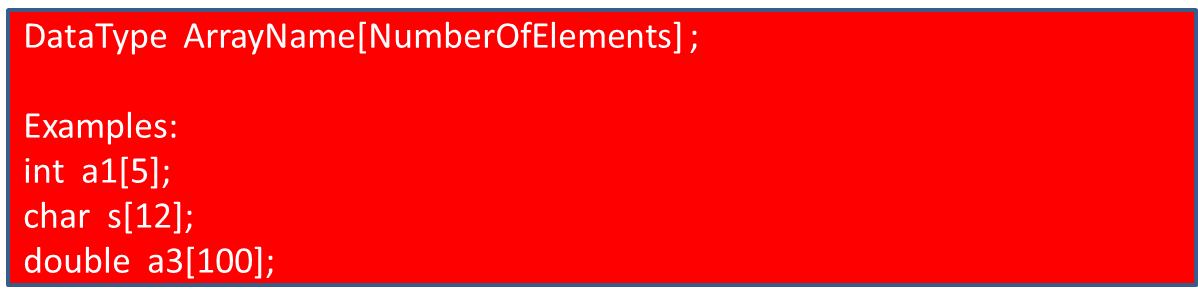 DataType ArrayName[NumberOfElements] ;
Examples:
int a1[5];
char s[12];
double a3[100];